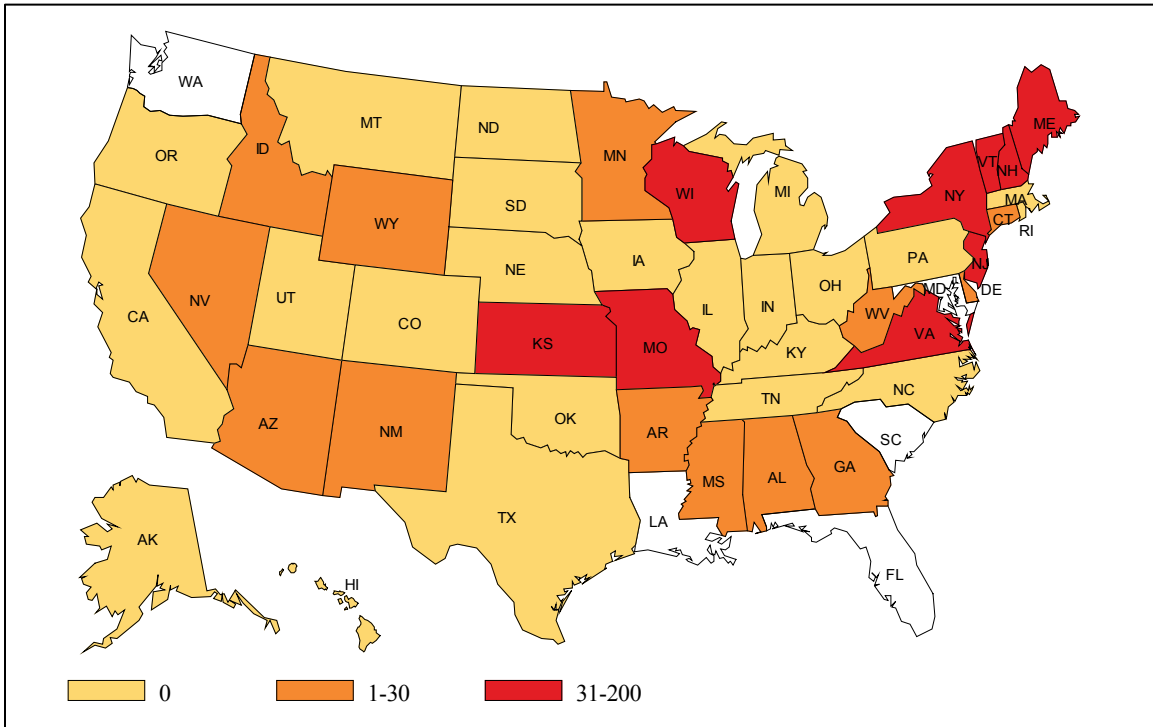 WA
MT
ND
MN
ME
OR
ID
WI
VT
NH
MI
NY
SD
WY
MA
CT
RI
PA
IA
NE
NJ
NV
OH
MD
DE
UT
IL
IN
CA
CO
WV
VA
KS
MO
KY
NC
TN
OK
AZ
NM
AR
SC
GA
MS
AL
TX
LA
AK
FL
HI
0
1-30
31-200